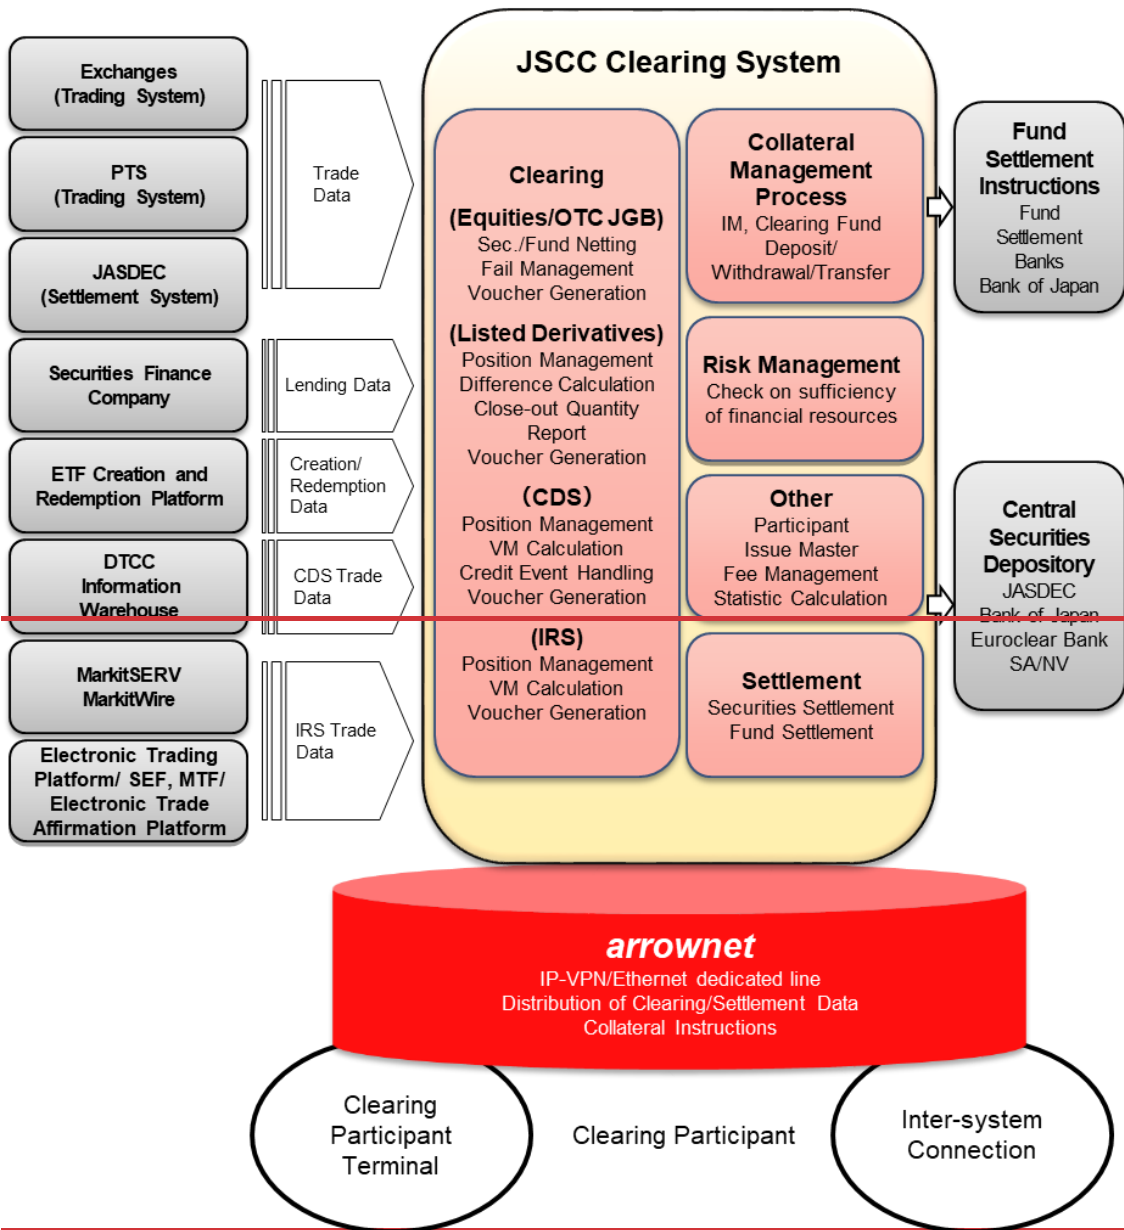 JSCC Clearing System
Exchanges
(Trading System)
PTS
(Trading System)
JASDEC
(Settlement System)
Securities Finance
Company
ETF Creation and
Redemption Platform
DTCC
Information
Warehouse
MarkitSERV
MarkitWire
Electronic Trading
Platform/ SEF, MTF/
Electronic Trade
Affirmation Platform
Trade
Data
Lending Data
Creation/
Redemption
Data
CDS Trade
Data
IRS Trade
Data
Clearing
(Equities/OTC JGB)
Sec./Fund Netting
Fail Management
Voucher Generation
(Listed Derivatives)
Position Management
Difference Calculation
Close-out Quantity
Report
Voucher Generation
(CDS)
Position Management
VM Calculation
Credit Event Handling
Voucher Generation
(IRS)
Position Management
VM Calculation
Voucher Generation
Collateral
Management
Process
IM, Clearing Fund
Deposit/
Withdrawal/Transfer
Risk Management
Check on sufficiency
of financial resources
Other
Participant
Issue Master
Fee Management
Statistic Calculation
Settlement
Securities Settlement
Fund Settlement
Fund
Settlement
Instructions
Fund
Settlement
Banks
Bank of Japan
Central
Securities
Depository
JASDEC
Bank of Japan
Euroclear Bank
SA/NV
arrownet
IP-VPN/Ethernet dedicated line
Distribution of Clearing/Settlement Data
Collateral Instructions
Clearing
Participant
Terminal
Clearing Participant
Inter-system
Connection